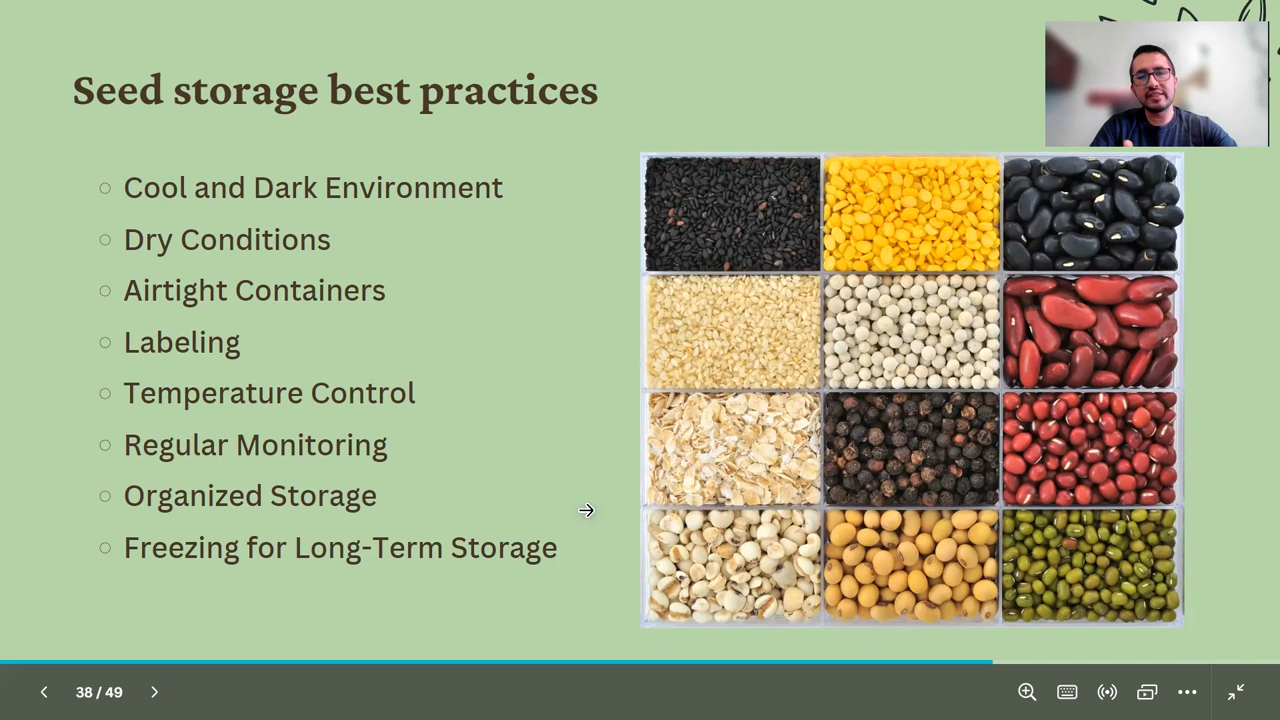 Seed storage best practices
Cool and Dark Environment
Dry Conditions
Airtight Containers
Labeling
Temperature Control
Regular Monitoring
Organized Storage
Freezing for Long-Term Storage
38 / 49